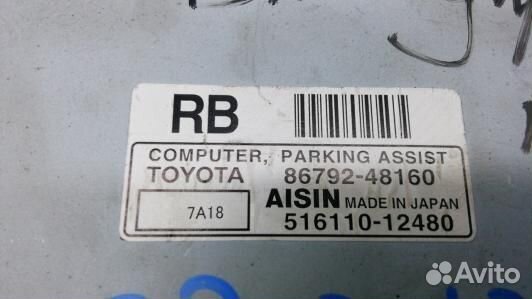 RB
COMPUTER, PARKING ASSIST
TOYOTA 86792-48160
7A18
AISIN MADE IN JAPAN
516110-12480
Avito